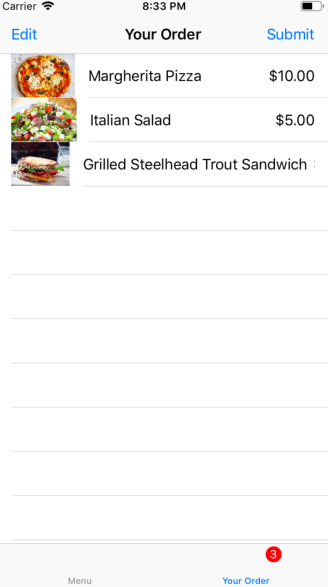 Carrier 8:33 PM
Edit Your Order Submit
Margherita Pizza $10.00
Italian Salad $5.00
Grilled Steelhead Trout Sandwich
3
Menu Your Order